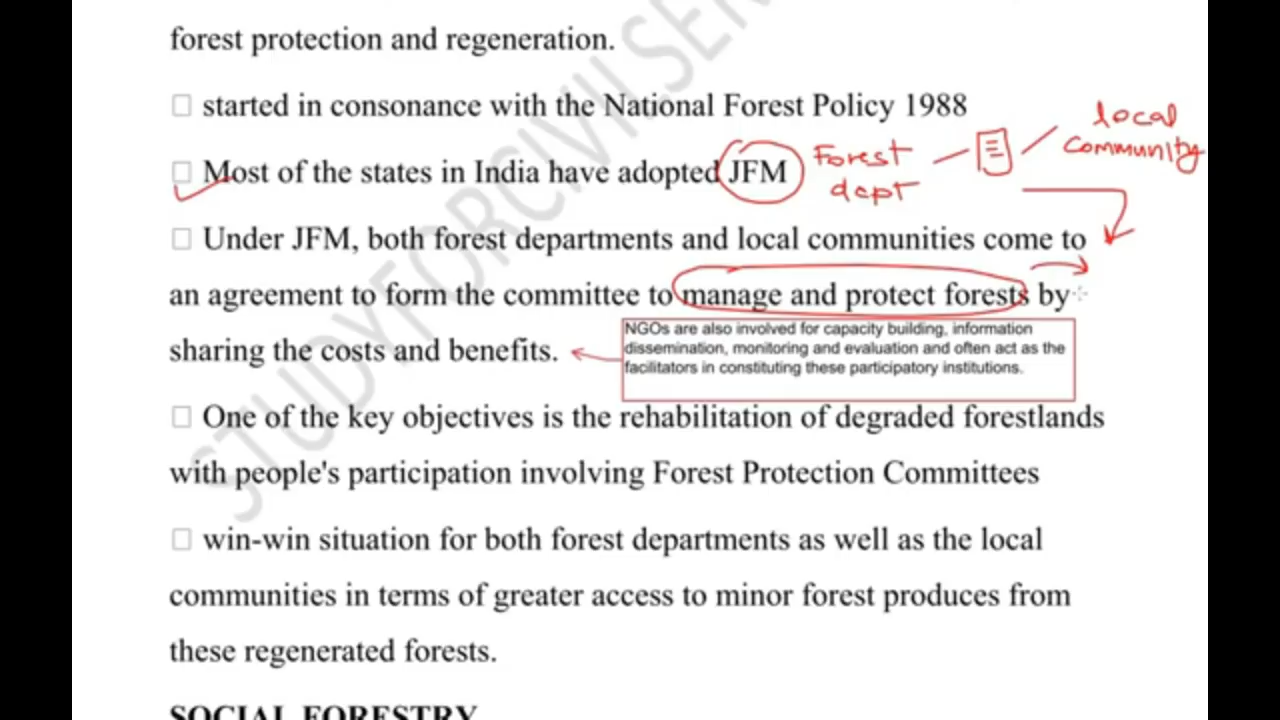 forest protection and regeneration.
□ started in consonance with the National Forest Policy 1988
□ Most of the states in India have adopted JFM
Forest
dept
local
community
□ Under JFM, both forest departments and local communities come to
an agreement to form the committee to manage and protect forests by
sharing the costs and benefits.
NGOs are also involved for capacity building, information
dissemination, monitoring and evaluation and often act as the
facilitators in constituting these participatory institutions.
□ One of the key objectives is the rehabilitation of degraded forestlands
with people's participation involving Forest Protection Committees
□ win-win situation for both forest departments as well as the local
communities in terms of greater access to minor forest produces from
these regenerated forests.
SOCIAL FORESTRY
STUDYFORCIVILSER